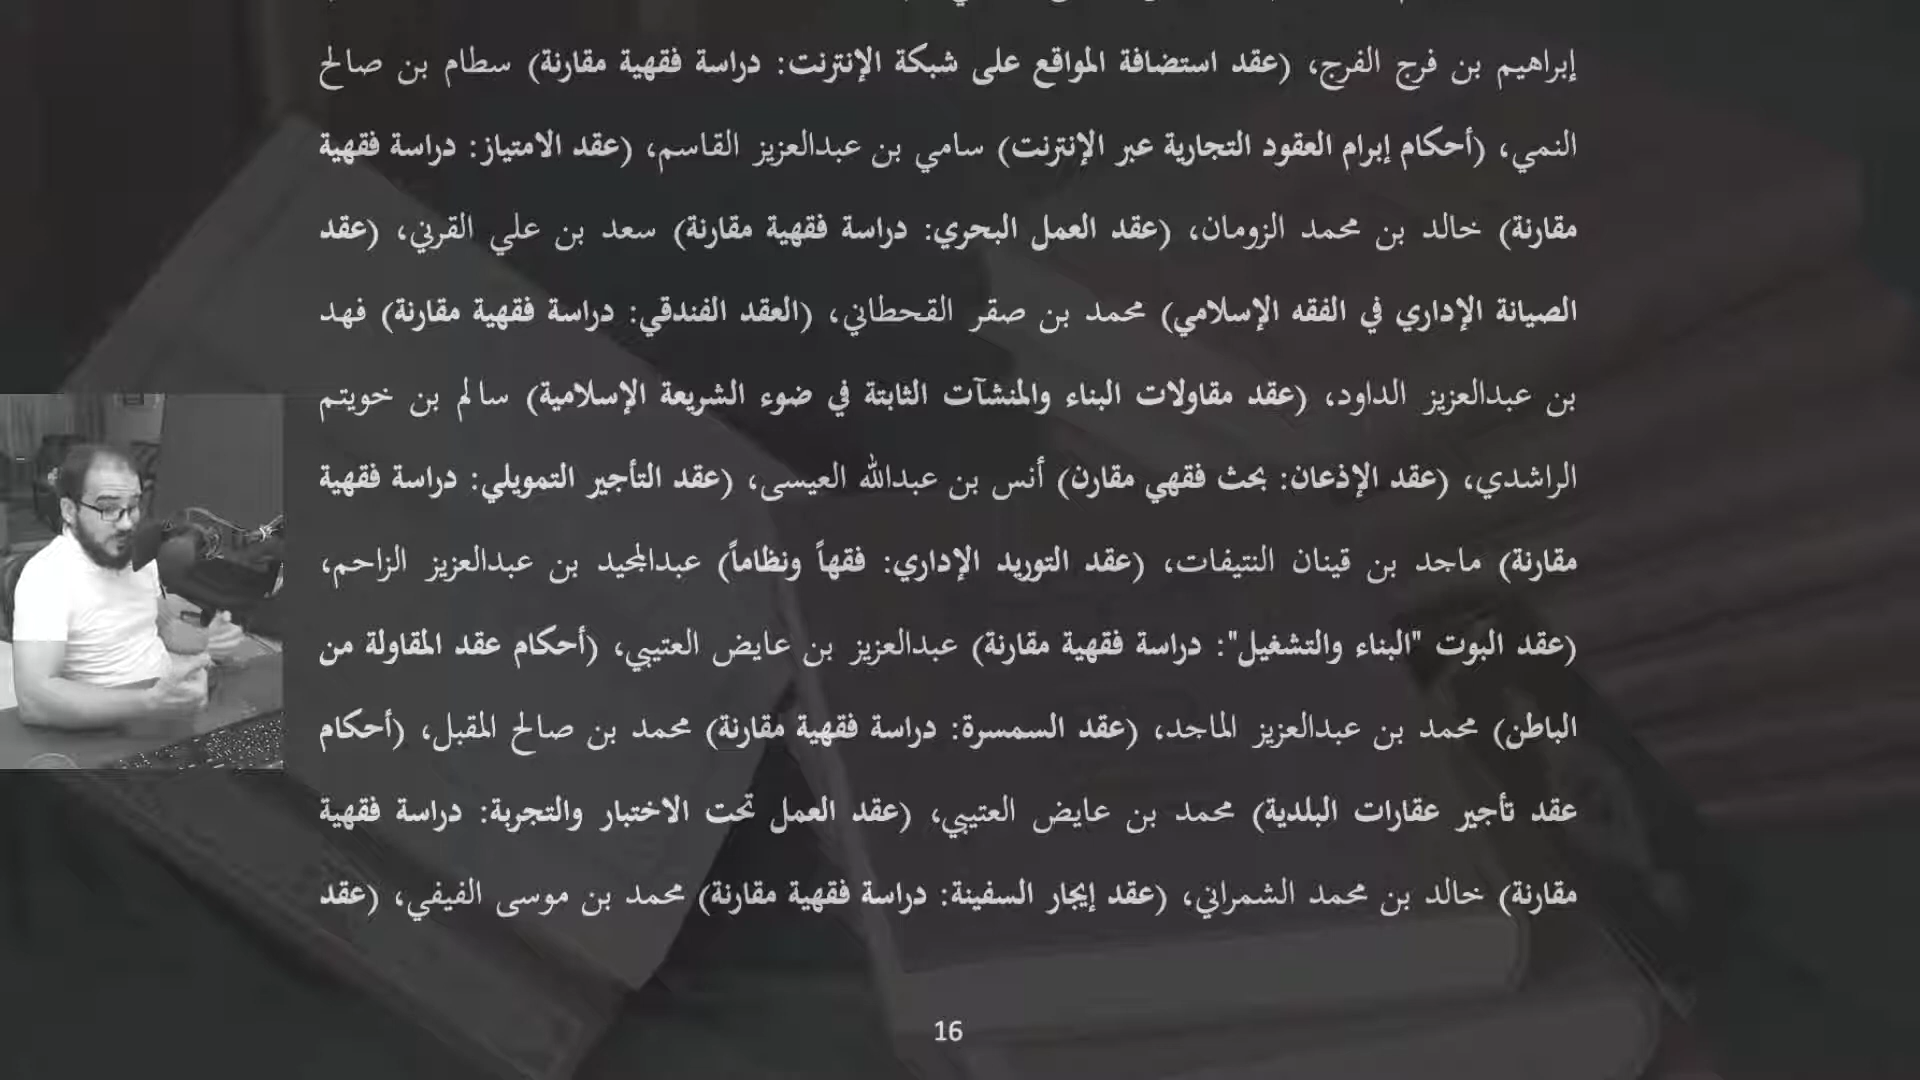 إبراهيم بن فرج الفرج، (عقد استضافة المواقع على شبكة الإنترنت: دراسة فقهية مقارنة) سطام بن صالح
النمي، (أحكام إبرام العقود التجارية عبر الإنترنت) سامي بن عبدالعزيز القاسم، (عقد الامتياز: دراسة فقهية
مقارنة) خالد بن محمد الزومان، (عقد العمل البحري: دراسة فقهية مقارنة) سعد بن علي القرني، (عقد
الصيانة الإداري في الفقه الإسلامي) محمد بن صقر القحطاني، (العقد الفندقي: دراسة فقهية مقارنة) فهد
بن عبدالعزيز الداود، (عقد مقاولات البناء والمنشآت الثابتة في ضوء الشريعة الإسلامية) سالم بن خويتم
الراشدي، (عقد الإذعان: بحث فقهي مقارن) أنس بن عبدالله العيسى، (عقد التأجير التمويلي: دراسة فقهية
مقارنة) ماجد بن قينان النتيفات، (عقد التوريد الإداري: فقهاً ونظاماً) عبدالمجيد بن عبدالعزيز الزاحم،
(عقد البوت "البناء والتشغيل": دراسة فقهية مقارنة) عبدالعزيز بن عايض العتيبي، (أحكام عقد المقاولة من
الباطن) محمد بن عبدالعزيز الماجد، (عقد السمسرة: دراسة فقهية مقارنة) محمد بن صالح المقبل، (أحكام
عقد تأجير عقارات البلدية) محمد بن عايض العتيبي، (عقد العمل تحت الاختبار والتجربة: دراسة فقهية
مقارنة) خالد بن محمد الشمراني، (عقد إيجار السفينة: دراسة فقهية مقارنة) محمد بن موسى الفيفي، (عقد
16